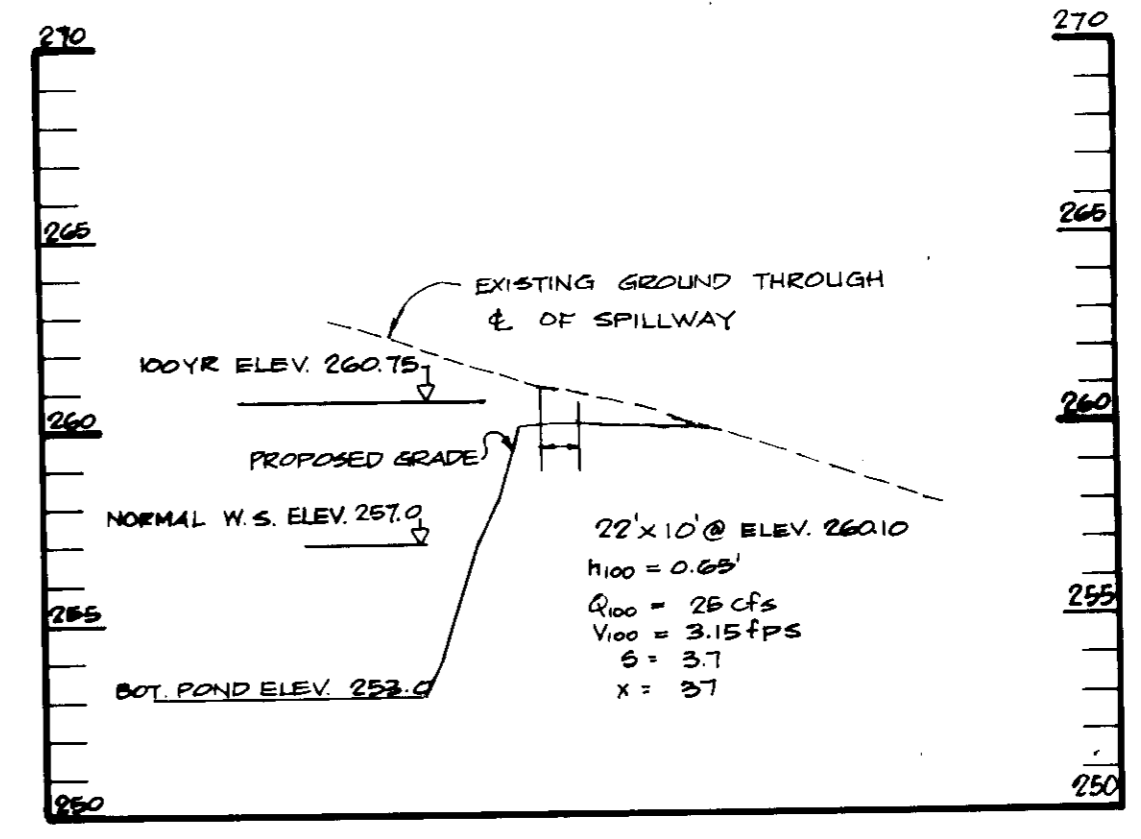 270
270
265
265
EXISTING GROUND THROUGH
℄ OF SPILLWAY
100YR ELEV. 260.75
260
260
PROPOSED GRADE
NORMAL W.S. ELEV. 257.0
22'x10' @ ELEV. 260.10
h100 = 0.65'
Q100 = 25 cfs
V100 = 3.15 fps
S = 3.7
X = 37
255
255
BOT. POND ELEV. 253.0
250
250